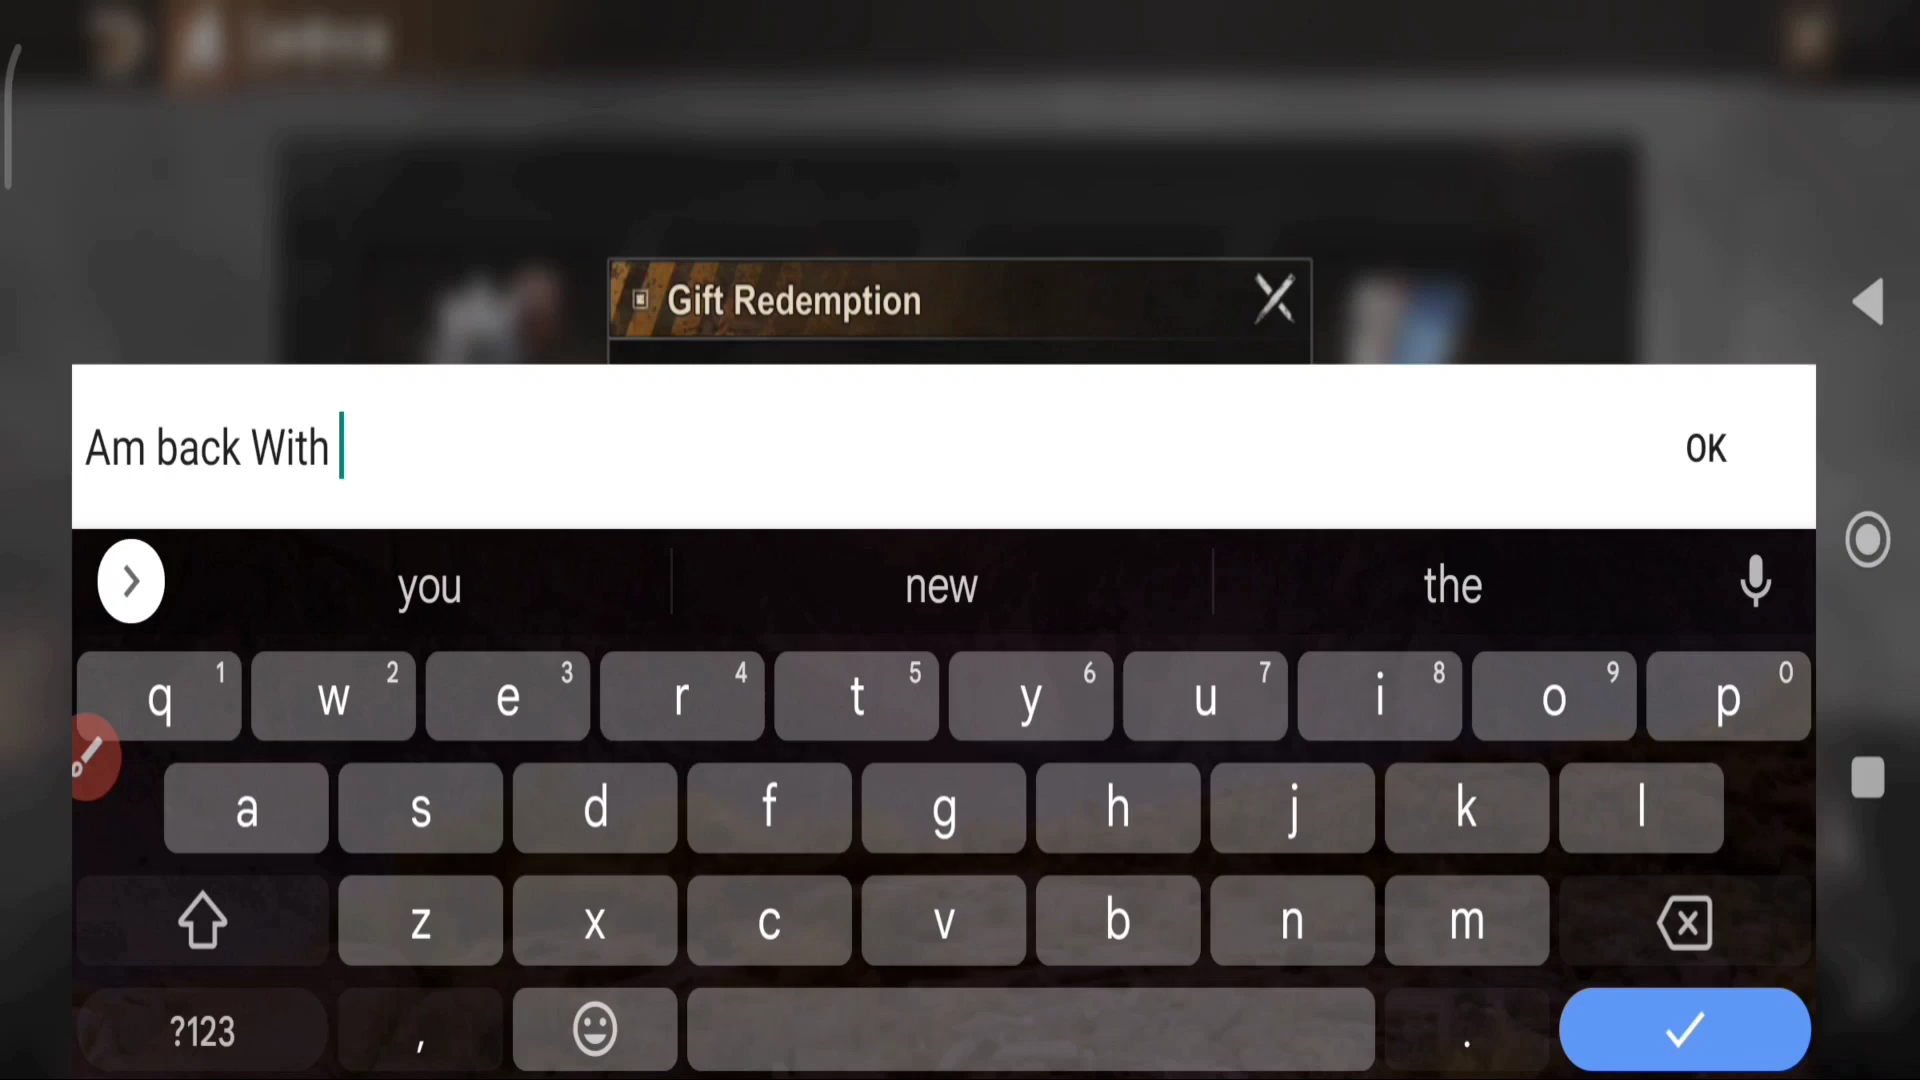 Gift Redemption
Am back With
OK
you new the
q 1 w 2 e 3 r 4 t 5 y 6 u 7 i 8 o 9 p 0
a s d f g h j k l
z x c v b n m
?123 , .